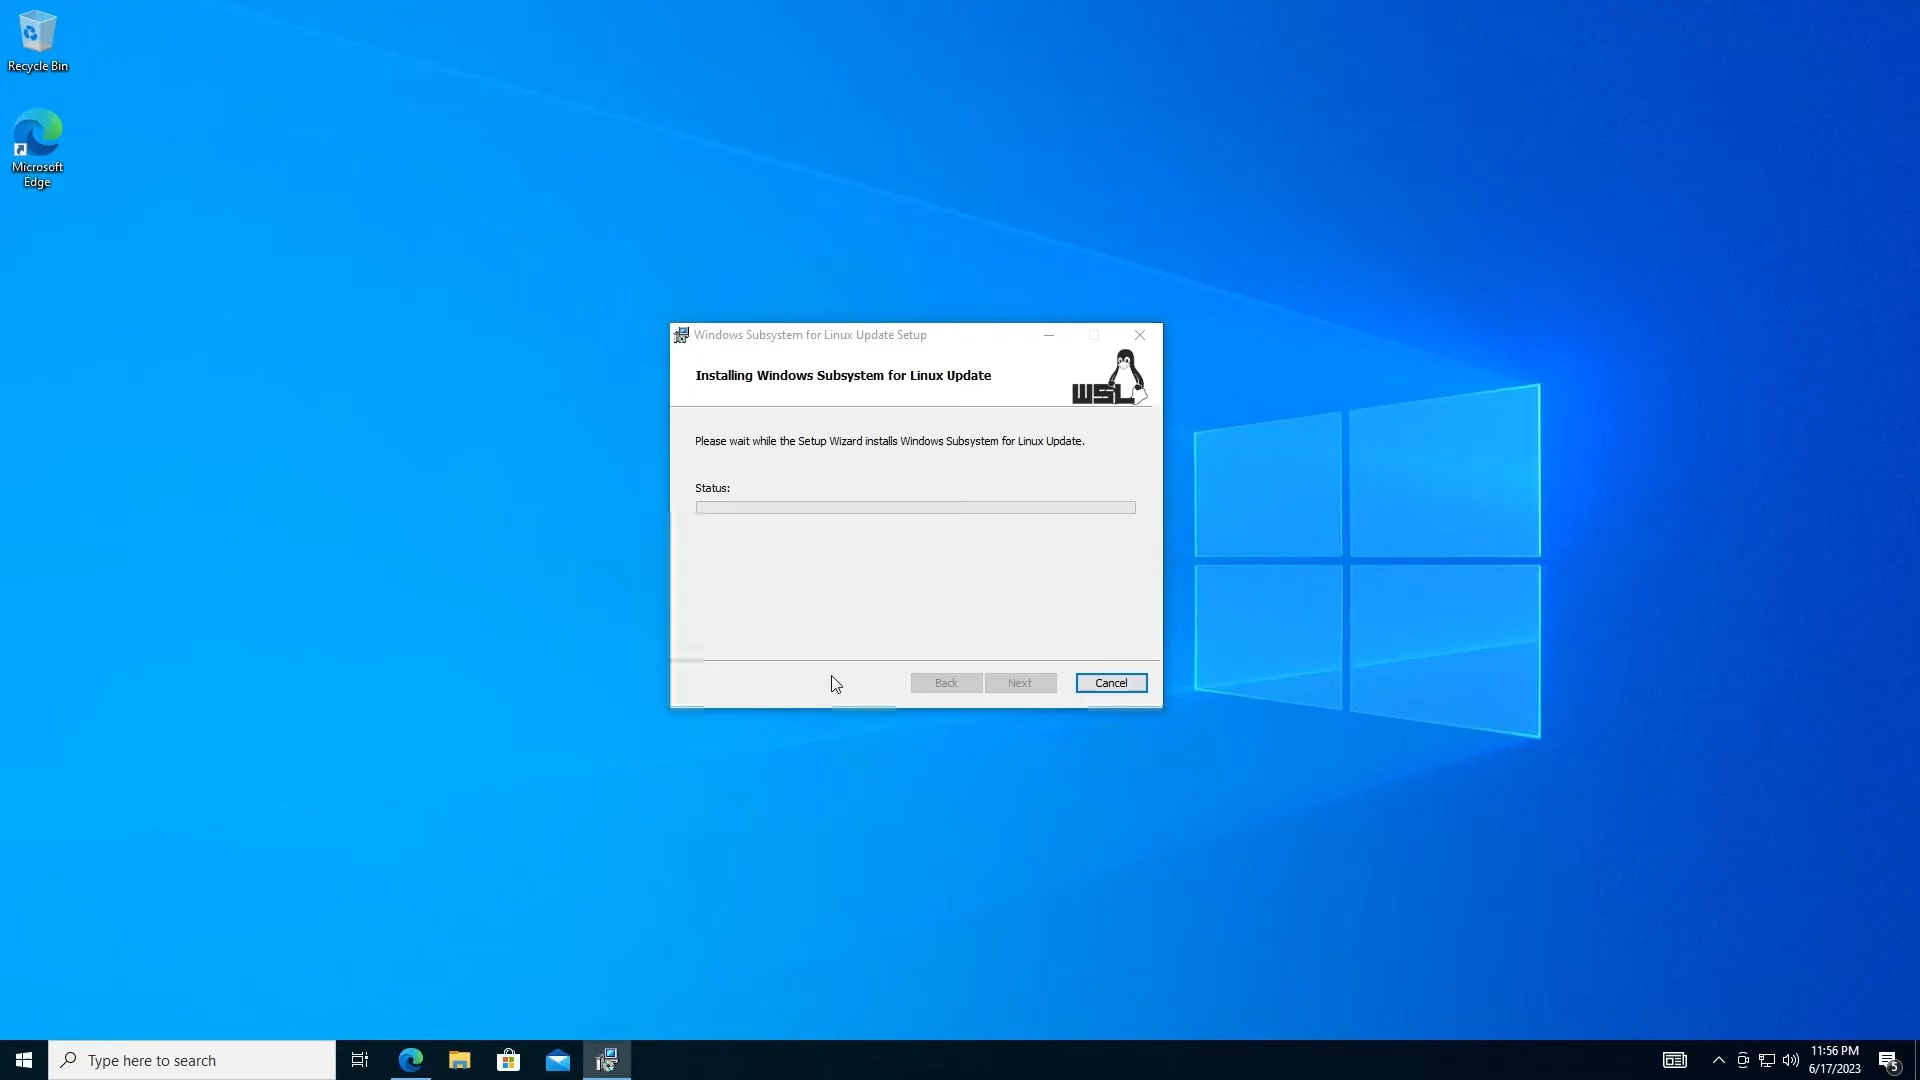 Recycle Bin
Microsoft
Edge
Windows Subsystem for Linux Update Setup
Installing Windows Subsystem for Linux Update
WSL
Please wait while the Setup Wizard installs Windows Subsystem for Linux Update.
Status:
Back
Next
Cancel
Type here to search
11:56 PM
6/17/2023
5